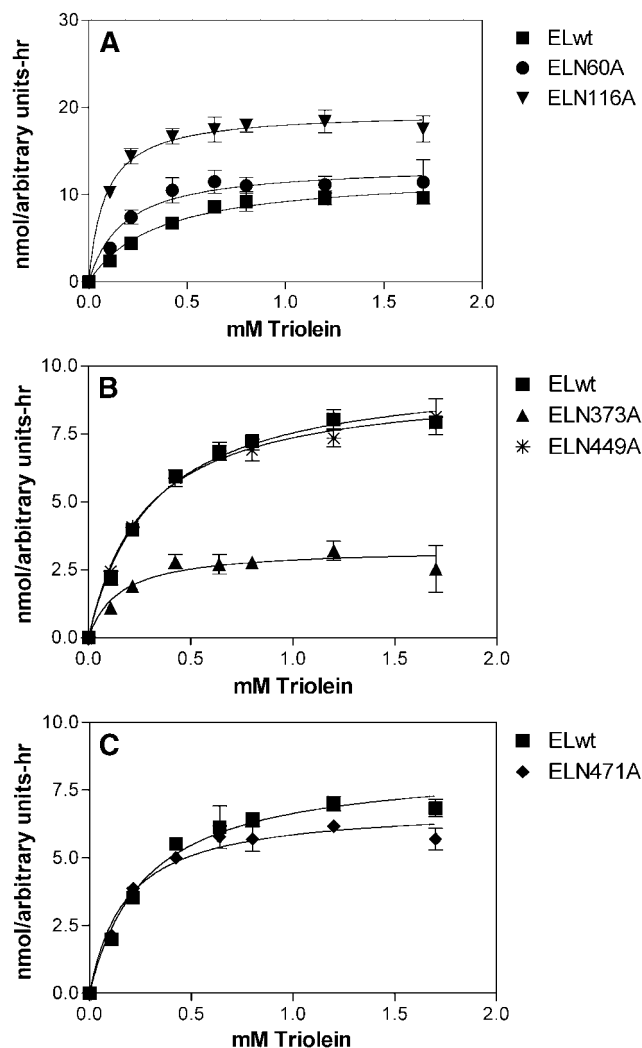 A
ELwt
ELN60A
ELN116A
30
20
10
0
0.0 0.5 1.0 1.5 2.0
nmol/arbitrary units-hr
mM Triolein
B
ELwt
ELN373A
ELN449A
10.0
7.5
5.0
2.5
0.0
0.0 0.5 1.0 1.5 2.0
nmol/arbitrary units-hr
mM Triolein
C
ELwt
ELN471A
10.0
7.5
5.0
2.5
0.0
0.0 0.5 1.0 1.5 2.0
nmol/arbitrary units-hr
mM Triolein